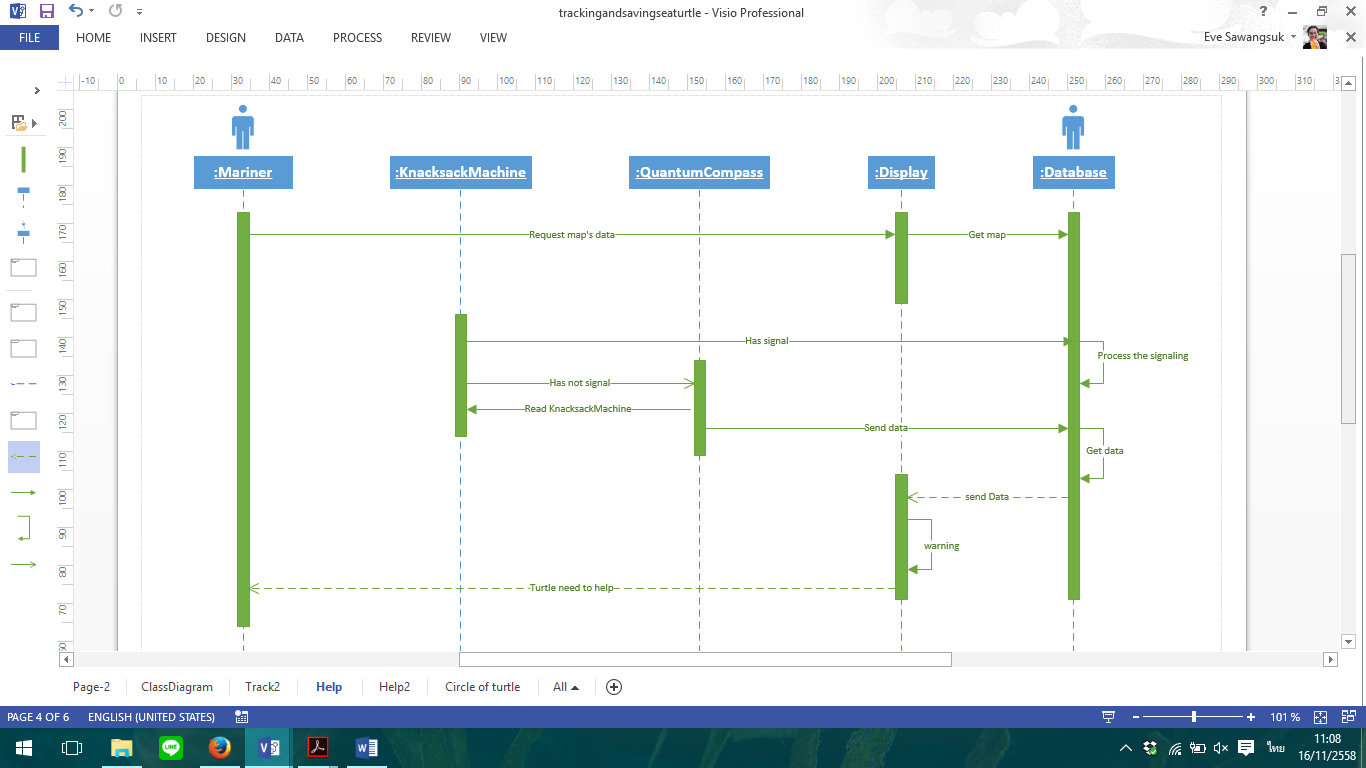 trackingandsavingseaturtle - Visio Professional
FILE HOME INSERT DESIGN DATA PROCESS REVIEW VIEW Eve Sawangsuk
-10 0 10 20 30 40 50 60 70 80 90 100 110 120 130 140 150 160 170 180 190 200 210 220 230 240 250 260 270 280 290 300 310 3
200
190
180
170
160
150
140
130
120
110
100
90
80
70
60
:Mariner :KnacksackMachine :QuantumCompass :Display :Database
Request map's data Get map
Has signal
Process the signaling
Has not signal
Read KnacksackMachine
Send data
Get data
send Data
warning
Turtle need to help
Page-2 ClassDiagram Track2 Help Help2 Circle of turtle All
PAGE 4 OF 6 ENGLISH (UNITED STATES) 101 %
LINE ไทย 11:08
16/11/2558